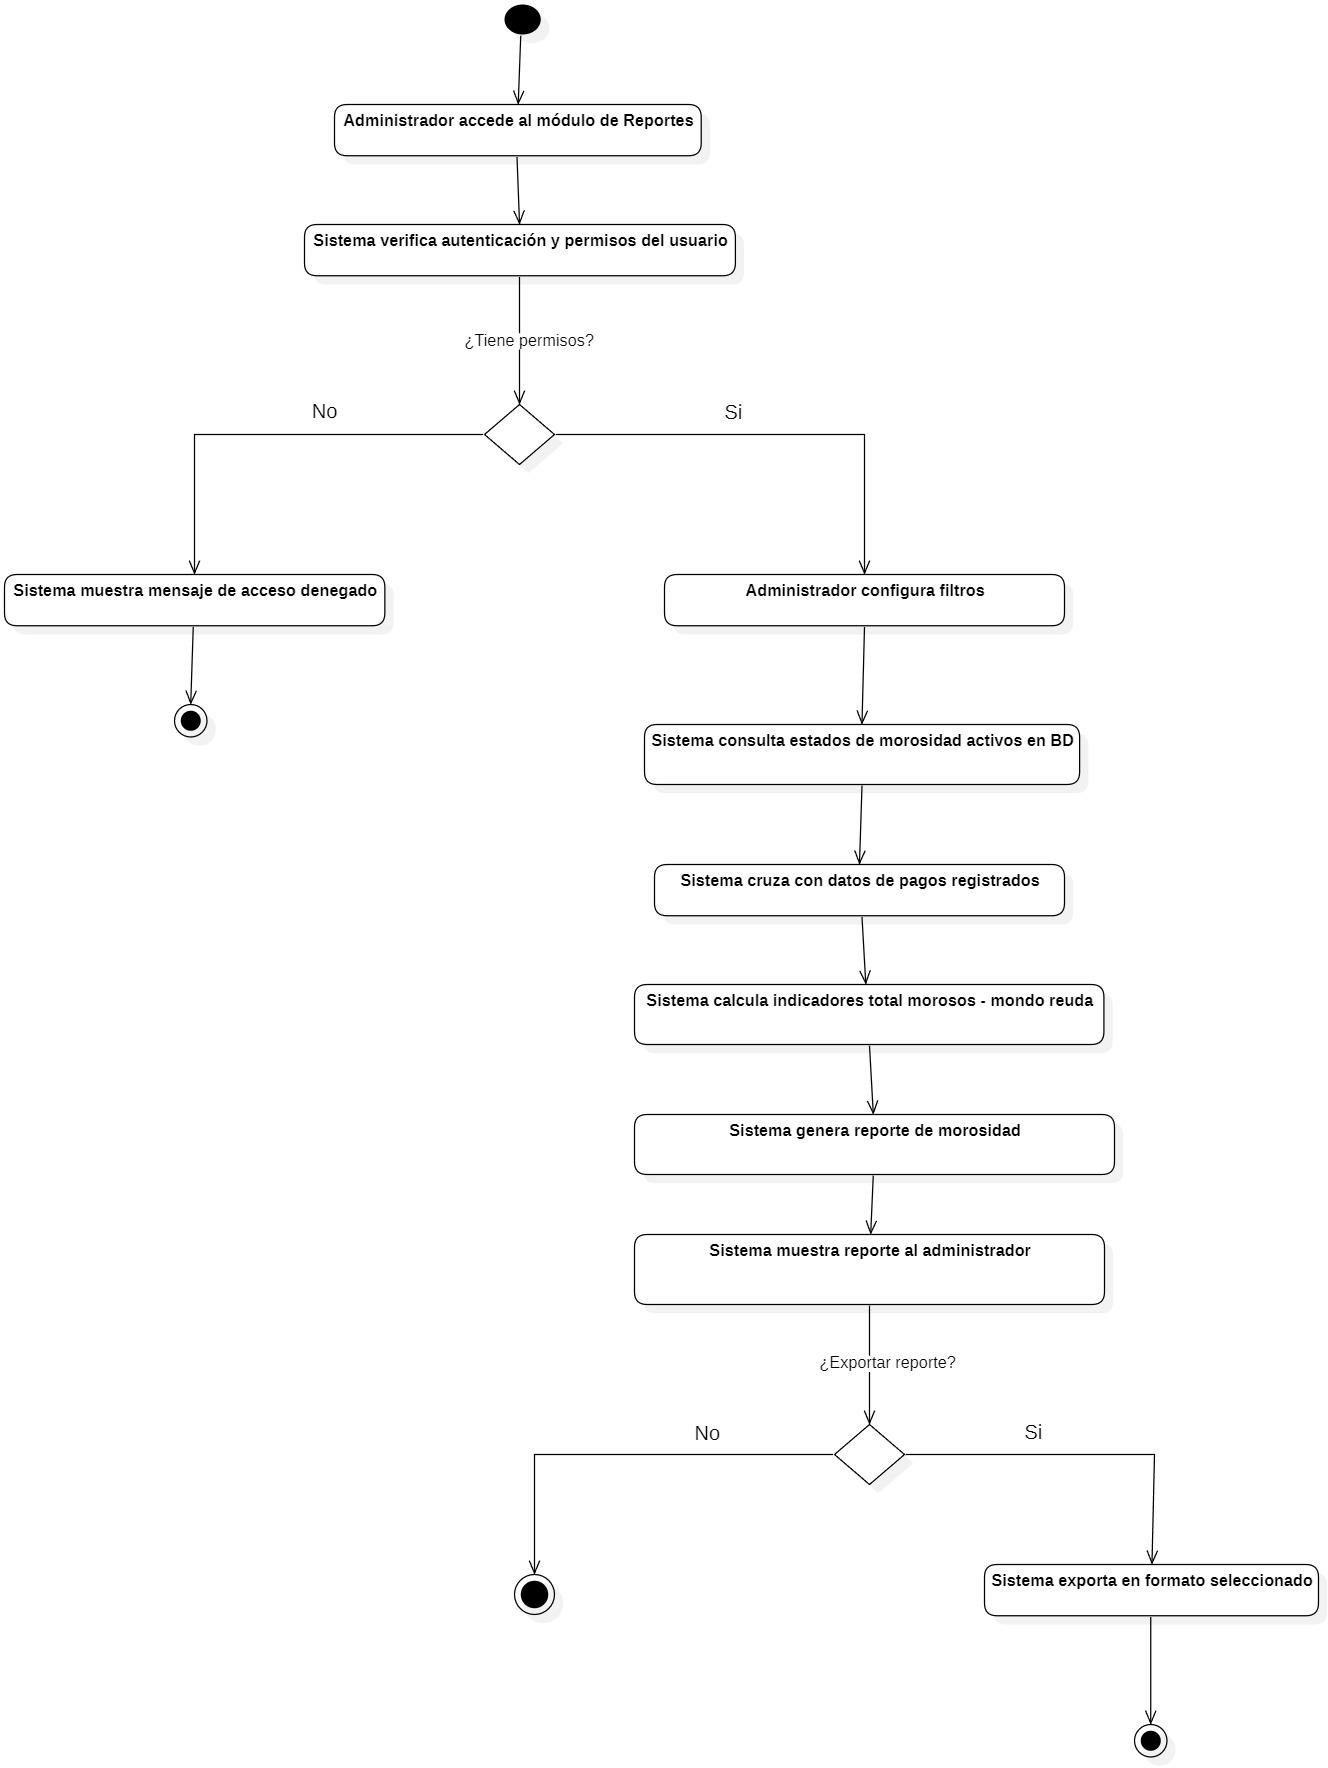 Administrador accede al módulo de Reportes
Sistema verifica autenticación y permisos del usuario
¿Tiene permisos?
No
Si
Sistema muestra mensaje de acceso denegado
Administrador configura filtros
Sistema consulta estados de morosidad activos en BD
Sistema cruza con datos de pagos registrados
Sistema calcula indicadores total morosos - mondo reuda
Sistema genera reporte de morosidad
Sistema muestra reporte al administrador
¿Exportar reporte?
No
Si
Sistema exporta en formato seleccionado